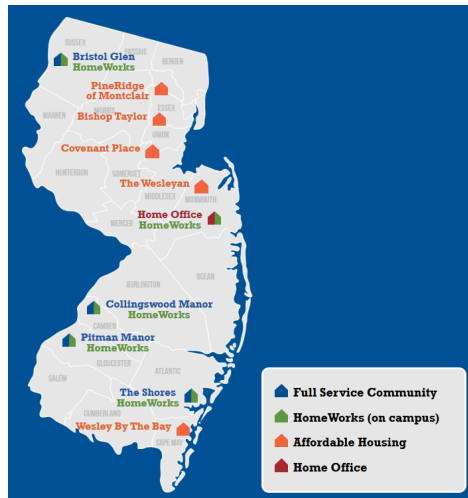 SUSSEX
PASSAIC
BERGEN
Bristol Glen
HomeWorks
PineRidge
of Montclair
MORRIS
ESSEX
WARREN
Bishop Taylor
UNION
Covenant Place
HUNTERDON
SOMERSET
The Wesleyan
MIDDLESEX
MONMOUTH
MERCER
Home Office
HomeWorks
OCEAN
BURLINGTON
Collingswood Manor
HomeWorks
CAMDEN
Pitman Manor
HomeWorks
GLOUCESTER
SALEM
ATLANTIC
The Shores
HomeWorks
CUMBERLAND
Wesley By The Bay
CAPE MAY
Full Service Community
HomeWorks (on campus)
Affordable Housing
Home Office